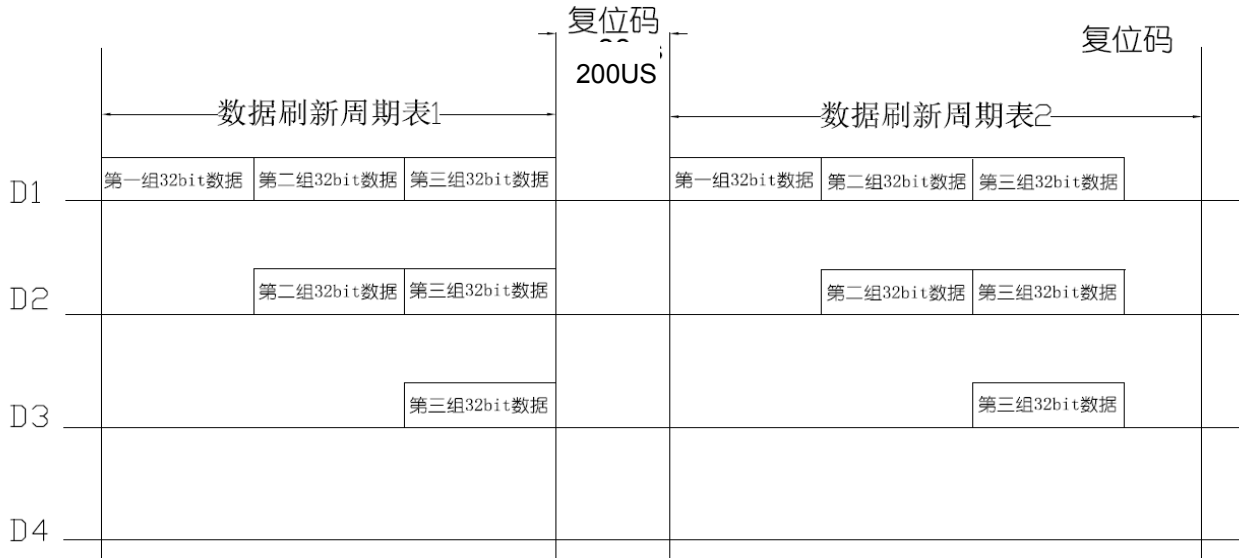 复位码
200US
复位码
数据刷新周期表1
数据刷新周期表2
D1
第一组32bit数据 第二组32bit数据 第三组32bit数据 第一组32bit数据 第二组32bit数据 第三组32bit数据
D2
第二组32bit数据 第三组32bit数据 第二组32bit数据 第三组32bit数据
D3
第三组32bit数据 第三组32bit数据
D4